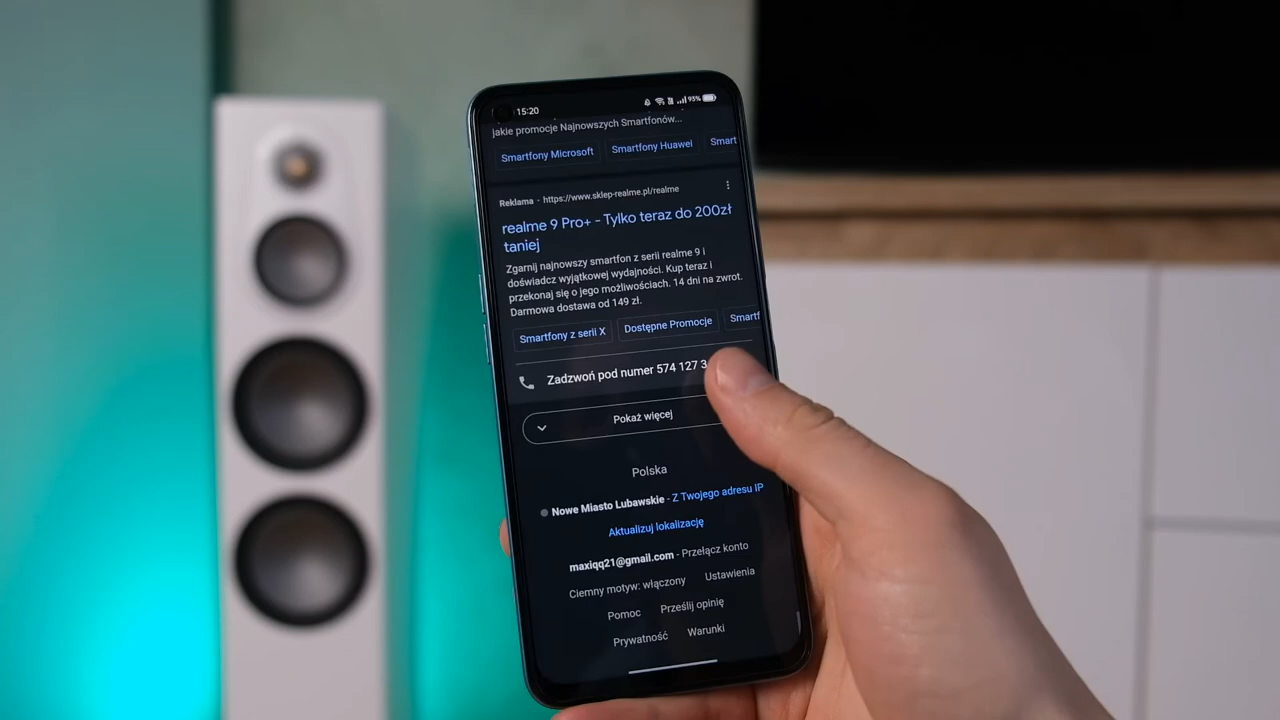 15:20
93%
jakie promocje Najnowszych Smartfonów...
Smartfony Microsoft
Smartfony Huawei
Smart
Reklama · https://www.sklep-realme.pl/realme
realme 9 Pro+ - Tylko teraz do 200zł
taniej
Zgarnij najnowszy smartfon z serii realme 9 i
doświadcz wyjątkowej wydajności. Kup teraz i
przekonaj się o jego możliwościach. 14 dni na zwrot.
Darmowa dostawa od 149 zł.
Smartfony z serii X
Dostępne Promocje
Smartf
Zadzwoń pod numer 574 127 3
Pokaż więcej
Polska
Nowe Miasto Lubawskie - Z Twojego adresu IP
Aktualizuj lokalizację
maxiqq21@gmail.com - Przełącz konto
Ciemny motyw: włączony
Ustawienia
Pomoc
Prześlij opinię
Prywatność
Warunki